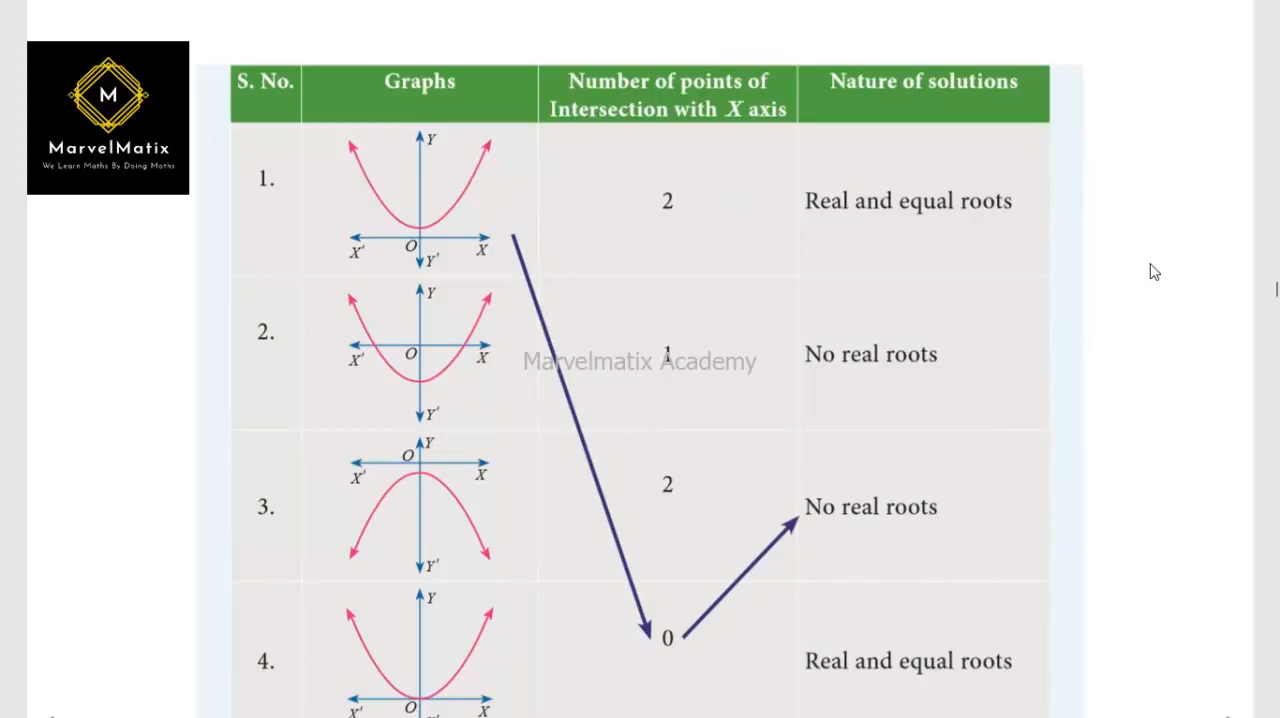 M
MarvelMatix
We Learn Maths By Doing Maths
S. No.
Graphs
Number of points of
Intersection with X axis
Nature of solutions
1.
Y
X'
O
X
Y'
2
Real and equal roots
2.
Y
X'
O
X
Y'
1
No real roots
Marvelmatix Academy
3.
Y
O
X'
X
Y'
2
No real roots
4.
Y
X'
O
X
0
Real and equal roots